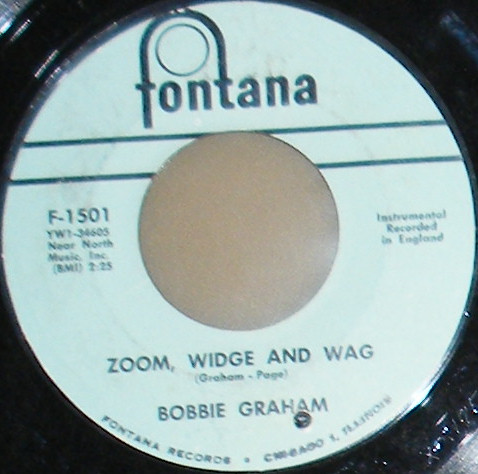 fontana
F-1501
YW1-34605
Near North
Music, Inc.
(BMI) 2:25
Instrumental
Recorded
in England
ZOOM, WIDGE AND WAG
(Graham - Page)
BOBBIE GRAHAM
FONTANA RECORDS • CHICAGO 1, ILLINOIS